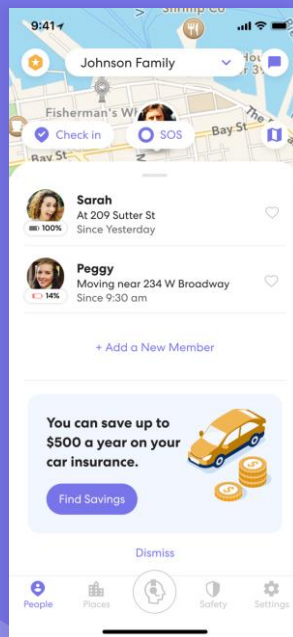 Shrimp Co
9:41
Johnson Family
Fisherman's Wh
Check in
SOS
Bay St
Bay St
Sarah
At 209 Sutter St
Since Yesterday
100%
Peggy
Moving near 234 W Broadway
Since 9:30 am
14%
+ Add a New Member
You can save up to
$500 a year on your
car insurance.
Find Savings
Dismiss
People
Places
Safety
Settings